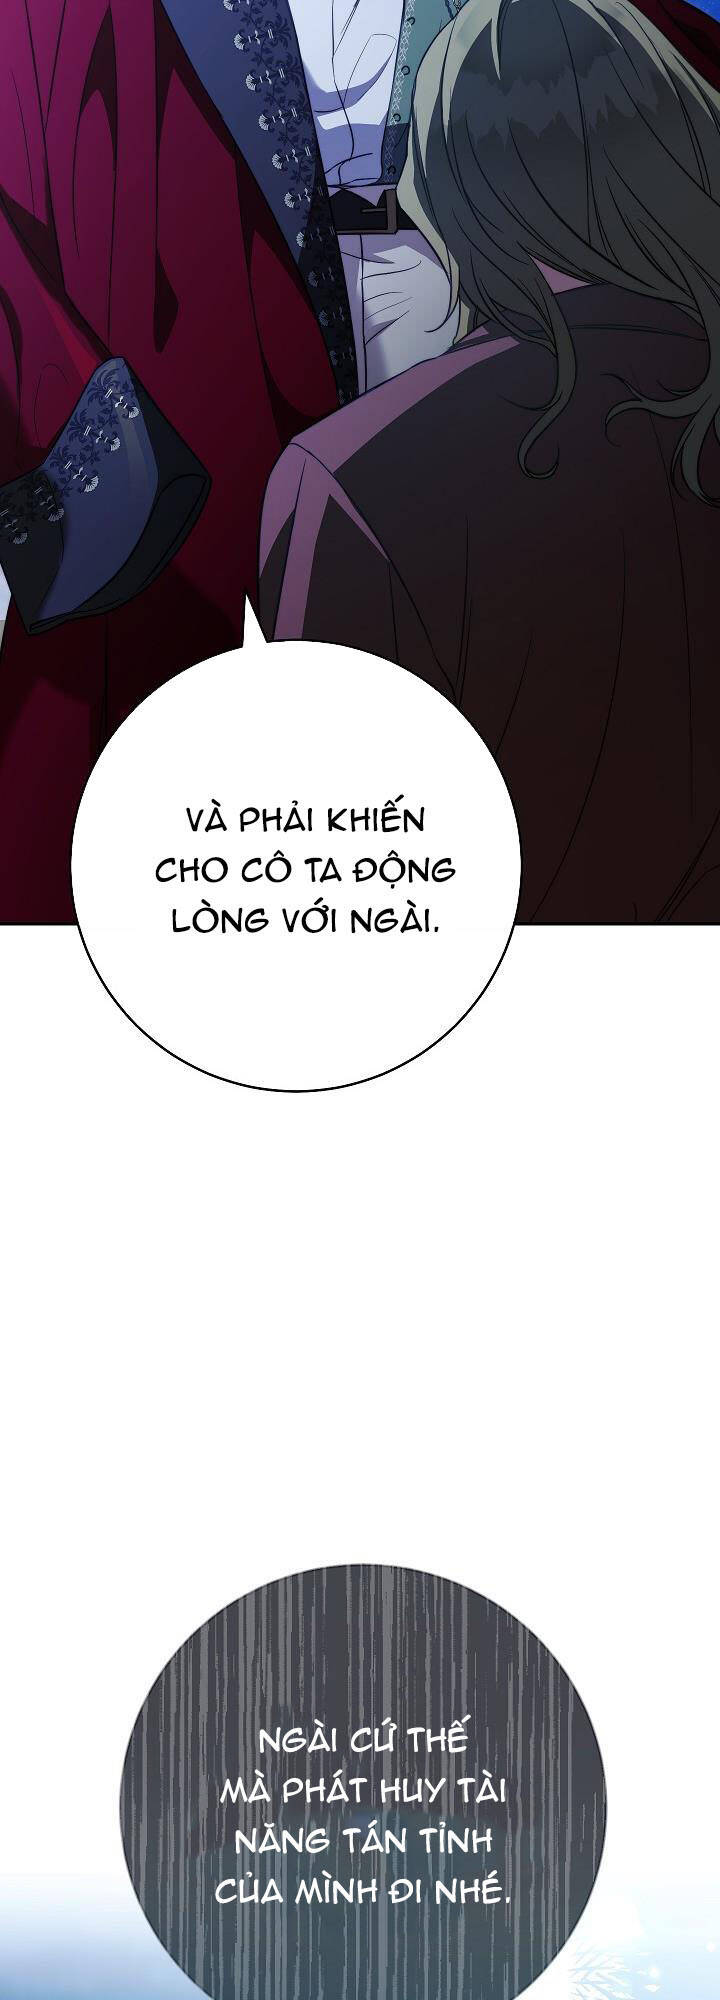 VÀ PHẢI KHIẾN
CHO CÔ TA ĐỘNG
LÒNG VỚI NGÀI.
NGÀI CỨ THẾ
MÀ PHÁT HUY TÀI
NĂNG TÁN TỈNH
CỦA MÌNH ĐI NHÉ.